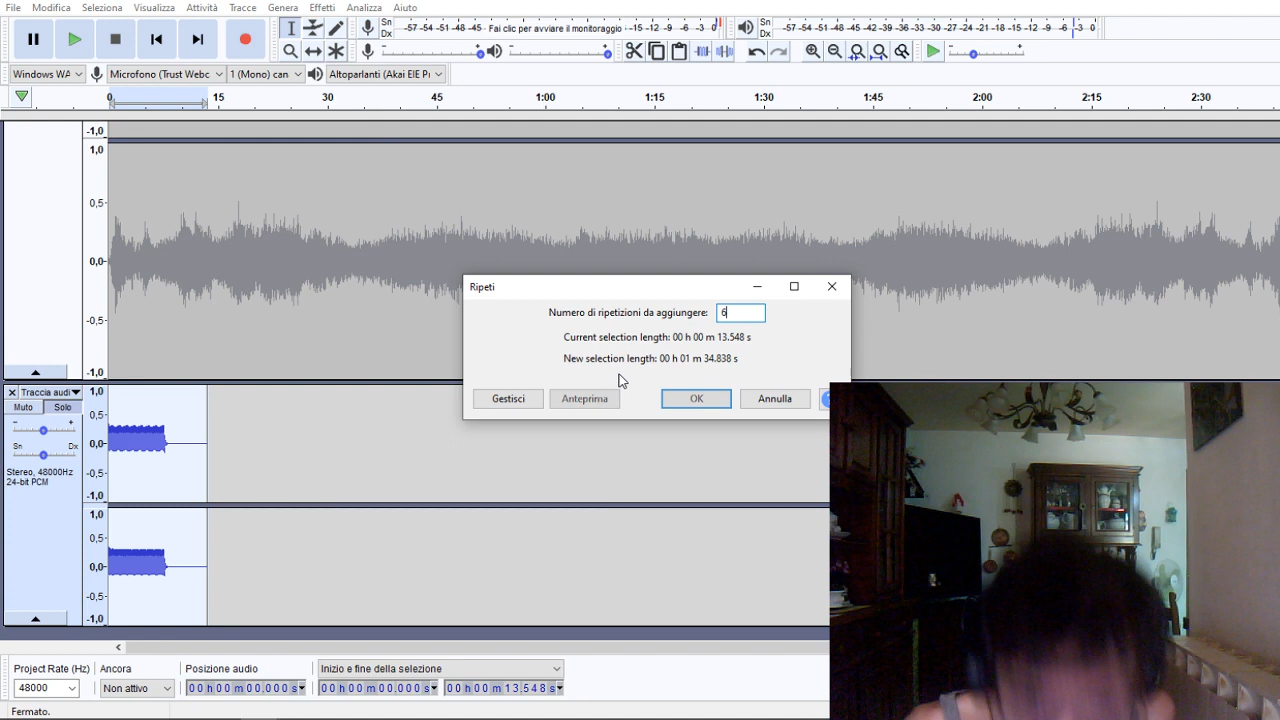 File Modifica Seleziona Visualizza Attività Tracce Genera Effetti Analizza Aiuto
Sn Dx -57 -54 -51 -48 -45 - Fai clic per avviare il monitoraggio -15 -12 -9 -6 -3 0
Sn Dx -57 -54 -51 -48 -45 -42 -39 -36 -33 -30 -27 -24 -21 -18 -15 -12 -9 -6 -3 0
Windows WA Microfono (Trust Webc 1 (Mono) can Altoparlanti (Akai EIE Pr
0 15 30 45 1:00 1:15 1:30 1:45 2:00 2:15 2:30
-1,0
1,0
0,5
0,0
-0,5
-1,0
Ripeti
Numero di ripetizioni da aggiungere: 6
Current selection length: 00 h 00 m 13.548 s
New selection length: 00 h 01 m 34.838 s
Gestisci Anteprima OK Annulla
Traccia audi
Muto Solo
- +
Sn Dx
Stereo, 48000Hz
24-bit PCM
1,0
0,5
0,0
-0,5
-1,0
1,0
0,5
0,0
-0,5
-1,0
Project Rate (Hz) Ancora Posizione audio Inizio e fine della selezione
48000 Non attivo 00 h 00 m 00.000 s 00 h 00 m 00.000 s 00 h 00 m 13.548 s
Fermato.